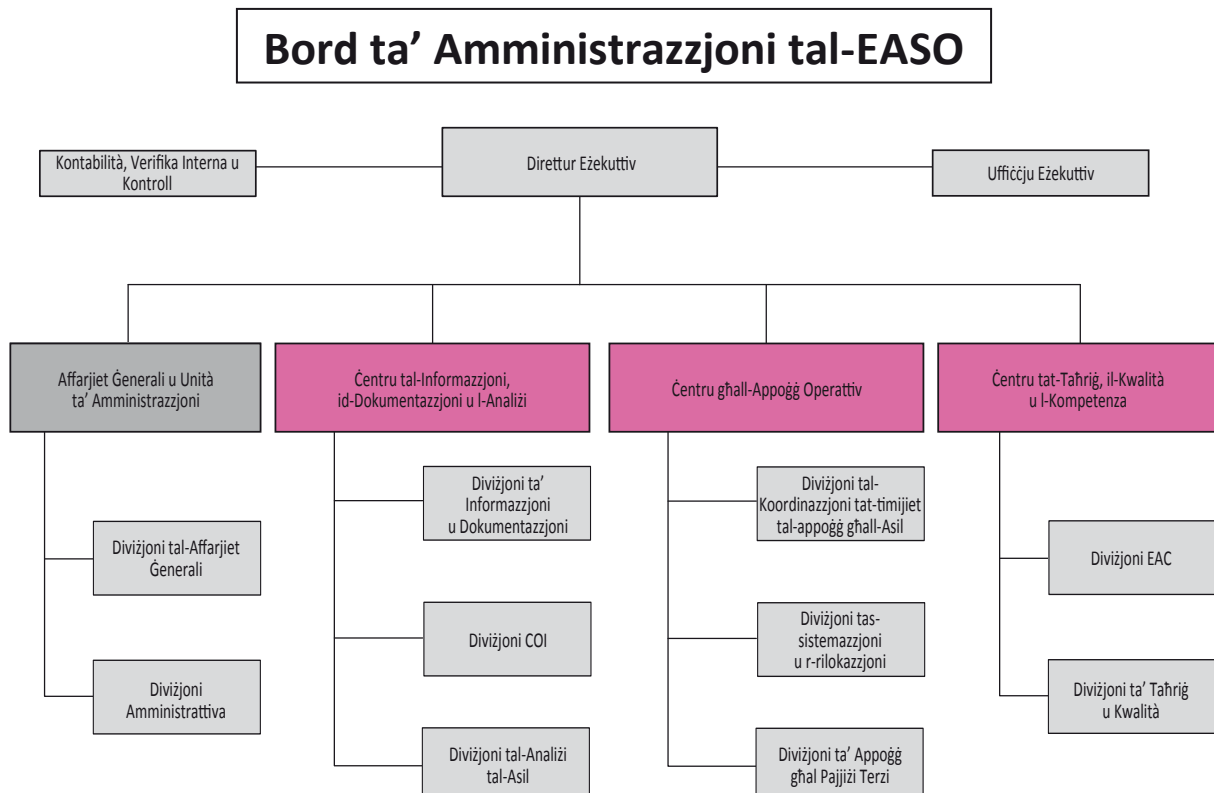 Bord ta’ Amministrazzjoni tal-EASO
Kontabilità, Verifika Interna u
Kontroll
Direttur Eżekuttiv
Uffiċċju Eżekuttiv
Affarjiet Ġenerali u Unità
ta’ Amministrazzjoni
Ċentru tal-Informazzjoni,
id-Dokumentazzjoni u l-Analiżi
Ċentru għall-Appoġġ Operattiv
Ċentru tat-Taħriġ, il-Kwalità
u l-Kompetenza
Diviżjoni tal-Affarjiet
Ġenerali
Diviżjoni
Amministrattiva
Diviżjoni ta’
Informazzjoni
u Dokumentazzjoni
Diviżjoni COI
Diviżjoni tal-Analiżi
tal-Asil
Diviżjoni tal-
Koordinazzjoni tat-timijiet
tal-appoġġ għall-Asil
Diviżjoni tas-
sistemazzjoni
u r-rilokazzjoni
Diviżjoni ta’ Appoġġ
għal Pajjiżi Terzi
Diviżjoni EAC
Diviżjoni ta’ Taħriġ
u Kwalità